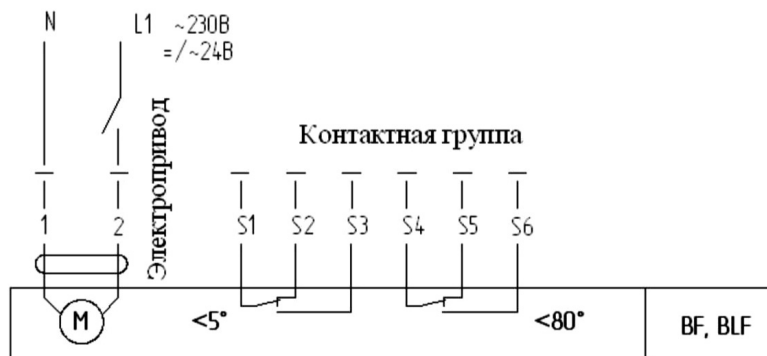 N L1 ~230В
=/~24В
Электропривод
Контактная группа
1 2 S1 S2 S3 S4 S5 S6
M <5° <80° BF, BLF